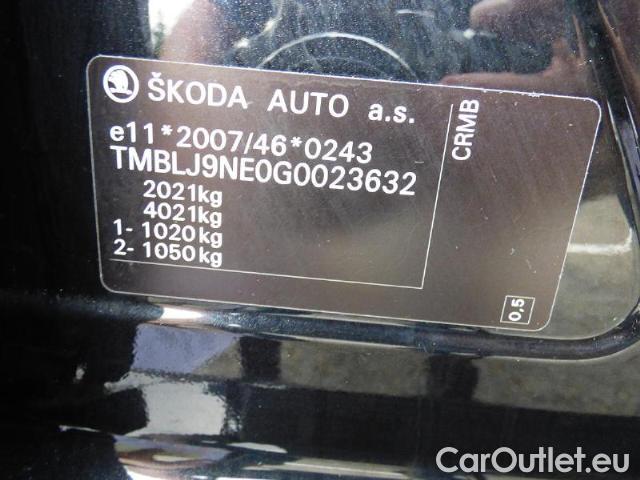 ŠKODA AUTO a.s.
e11*2007/46*0243
TMBLJ9NE0G0023632
2021kg
4021kg
1- 1020kg
2- 1050kg
CRMB
0,5
CarOutlet.eu